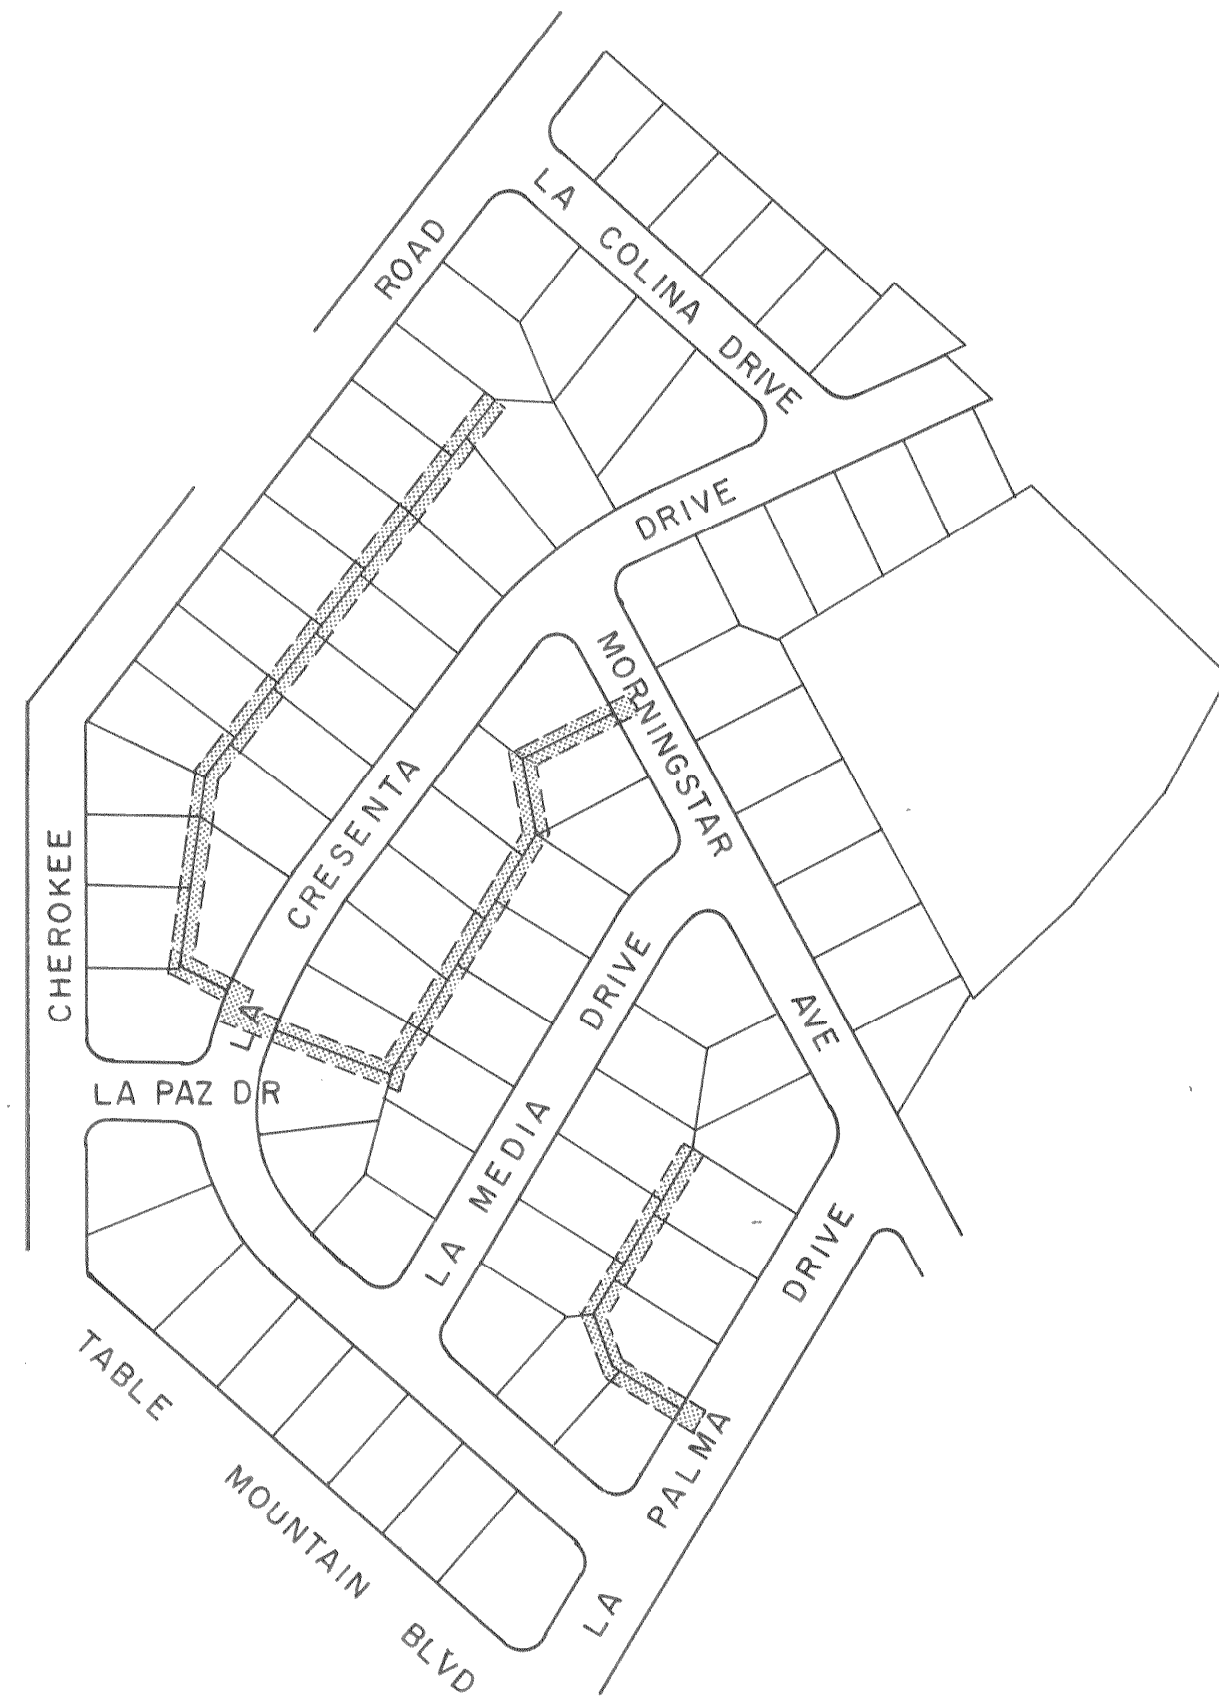 LA COLINA DRIVE
ROAD
DRIVE
MORNINGSTAR
CRESENTA
CHEROKEE
DRIVE
AVE
LA
LA PAZ DR
LA MEDIA
DRIVE
TABLE MOUNTAIN BLVD
PALMA
LA